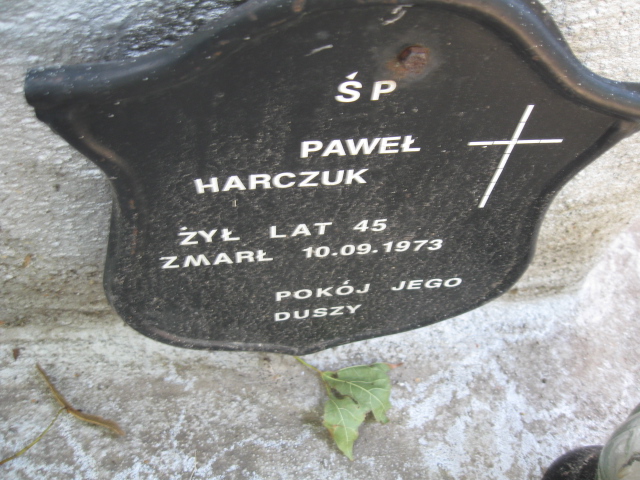 ŚP
PAWEŁ
HARCZUK
ŻYŁ LAT 45
ZMARŁ 10.09.1973
POKÓJ JEGO
DUSZY